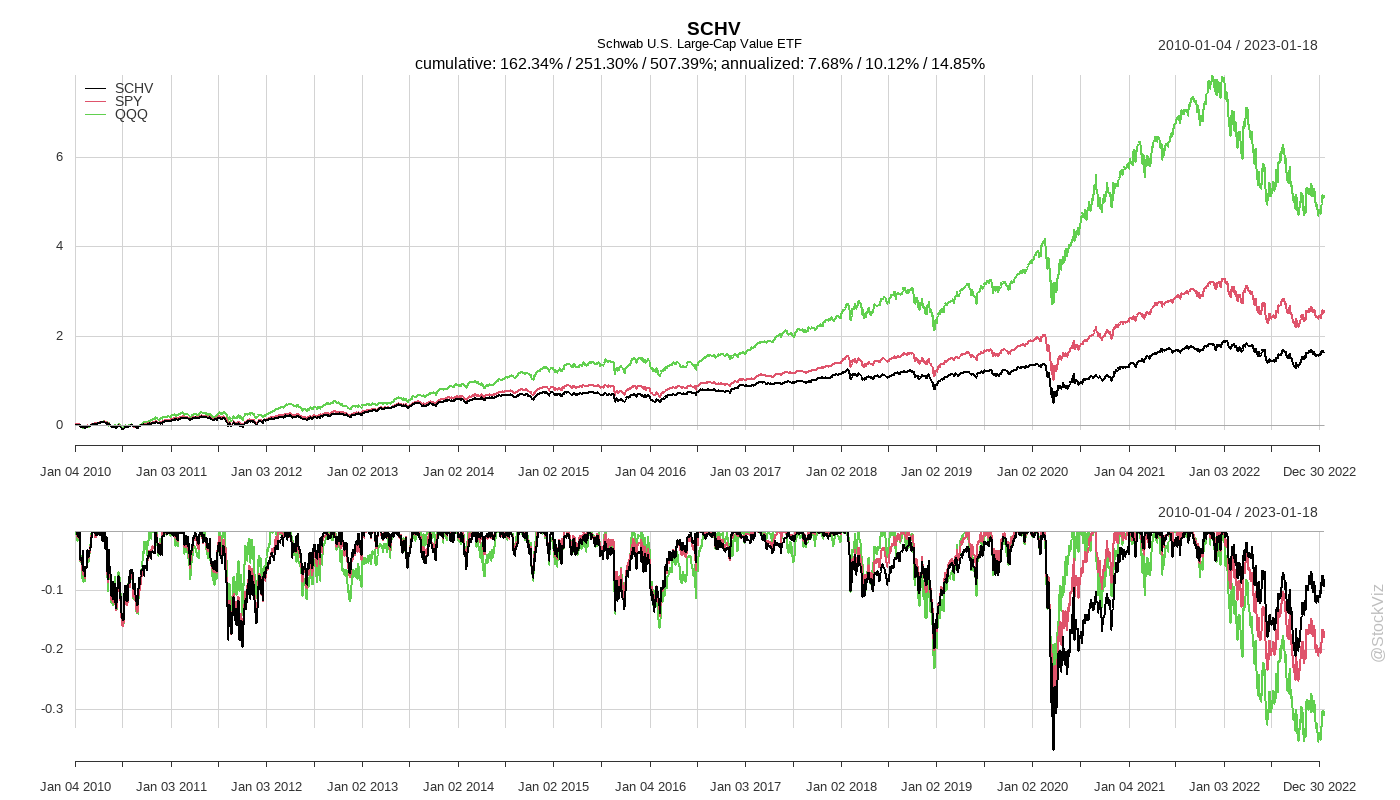 SCHV
Schwab U.S. Large-Cap Value ETF
2010-01-04 / 2023-01-18
cumulative: 162.34% / 251.30% / 507.39%; annualized: 7.68% / 10.12% / 14.85%
SCHV
SPY
QQQ
6
4
2
0
Jan 04 2010 Jan 03 2011 Jan 03 2012 Jan 02 2013 Jan 02 2014 Jan 02 2015 Jan 04 2016 Jan 03 2017 Jan 02 2018 Jan 02 2019 Jan 02 2020 Jan 04 2021 Jan 03 2022 Dec 30 2022
2010-01-04 / 2023-01-18
-0.1
-0.2
-0.3
Jan 04 2010 Jan 03 2011 Jan 03 2012 Jan 02 2013 Jan 02 2014 Jan 02 2015 Jan 04 2016 Jan 03 2017 Jan 02 2018 Jan 02 2019 Jan 02 2020 Jan 04 2021 Jan 03 2022 Dec 30 2022
@StockViz